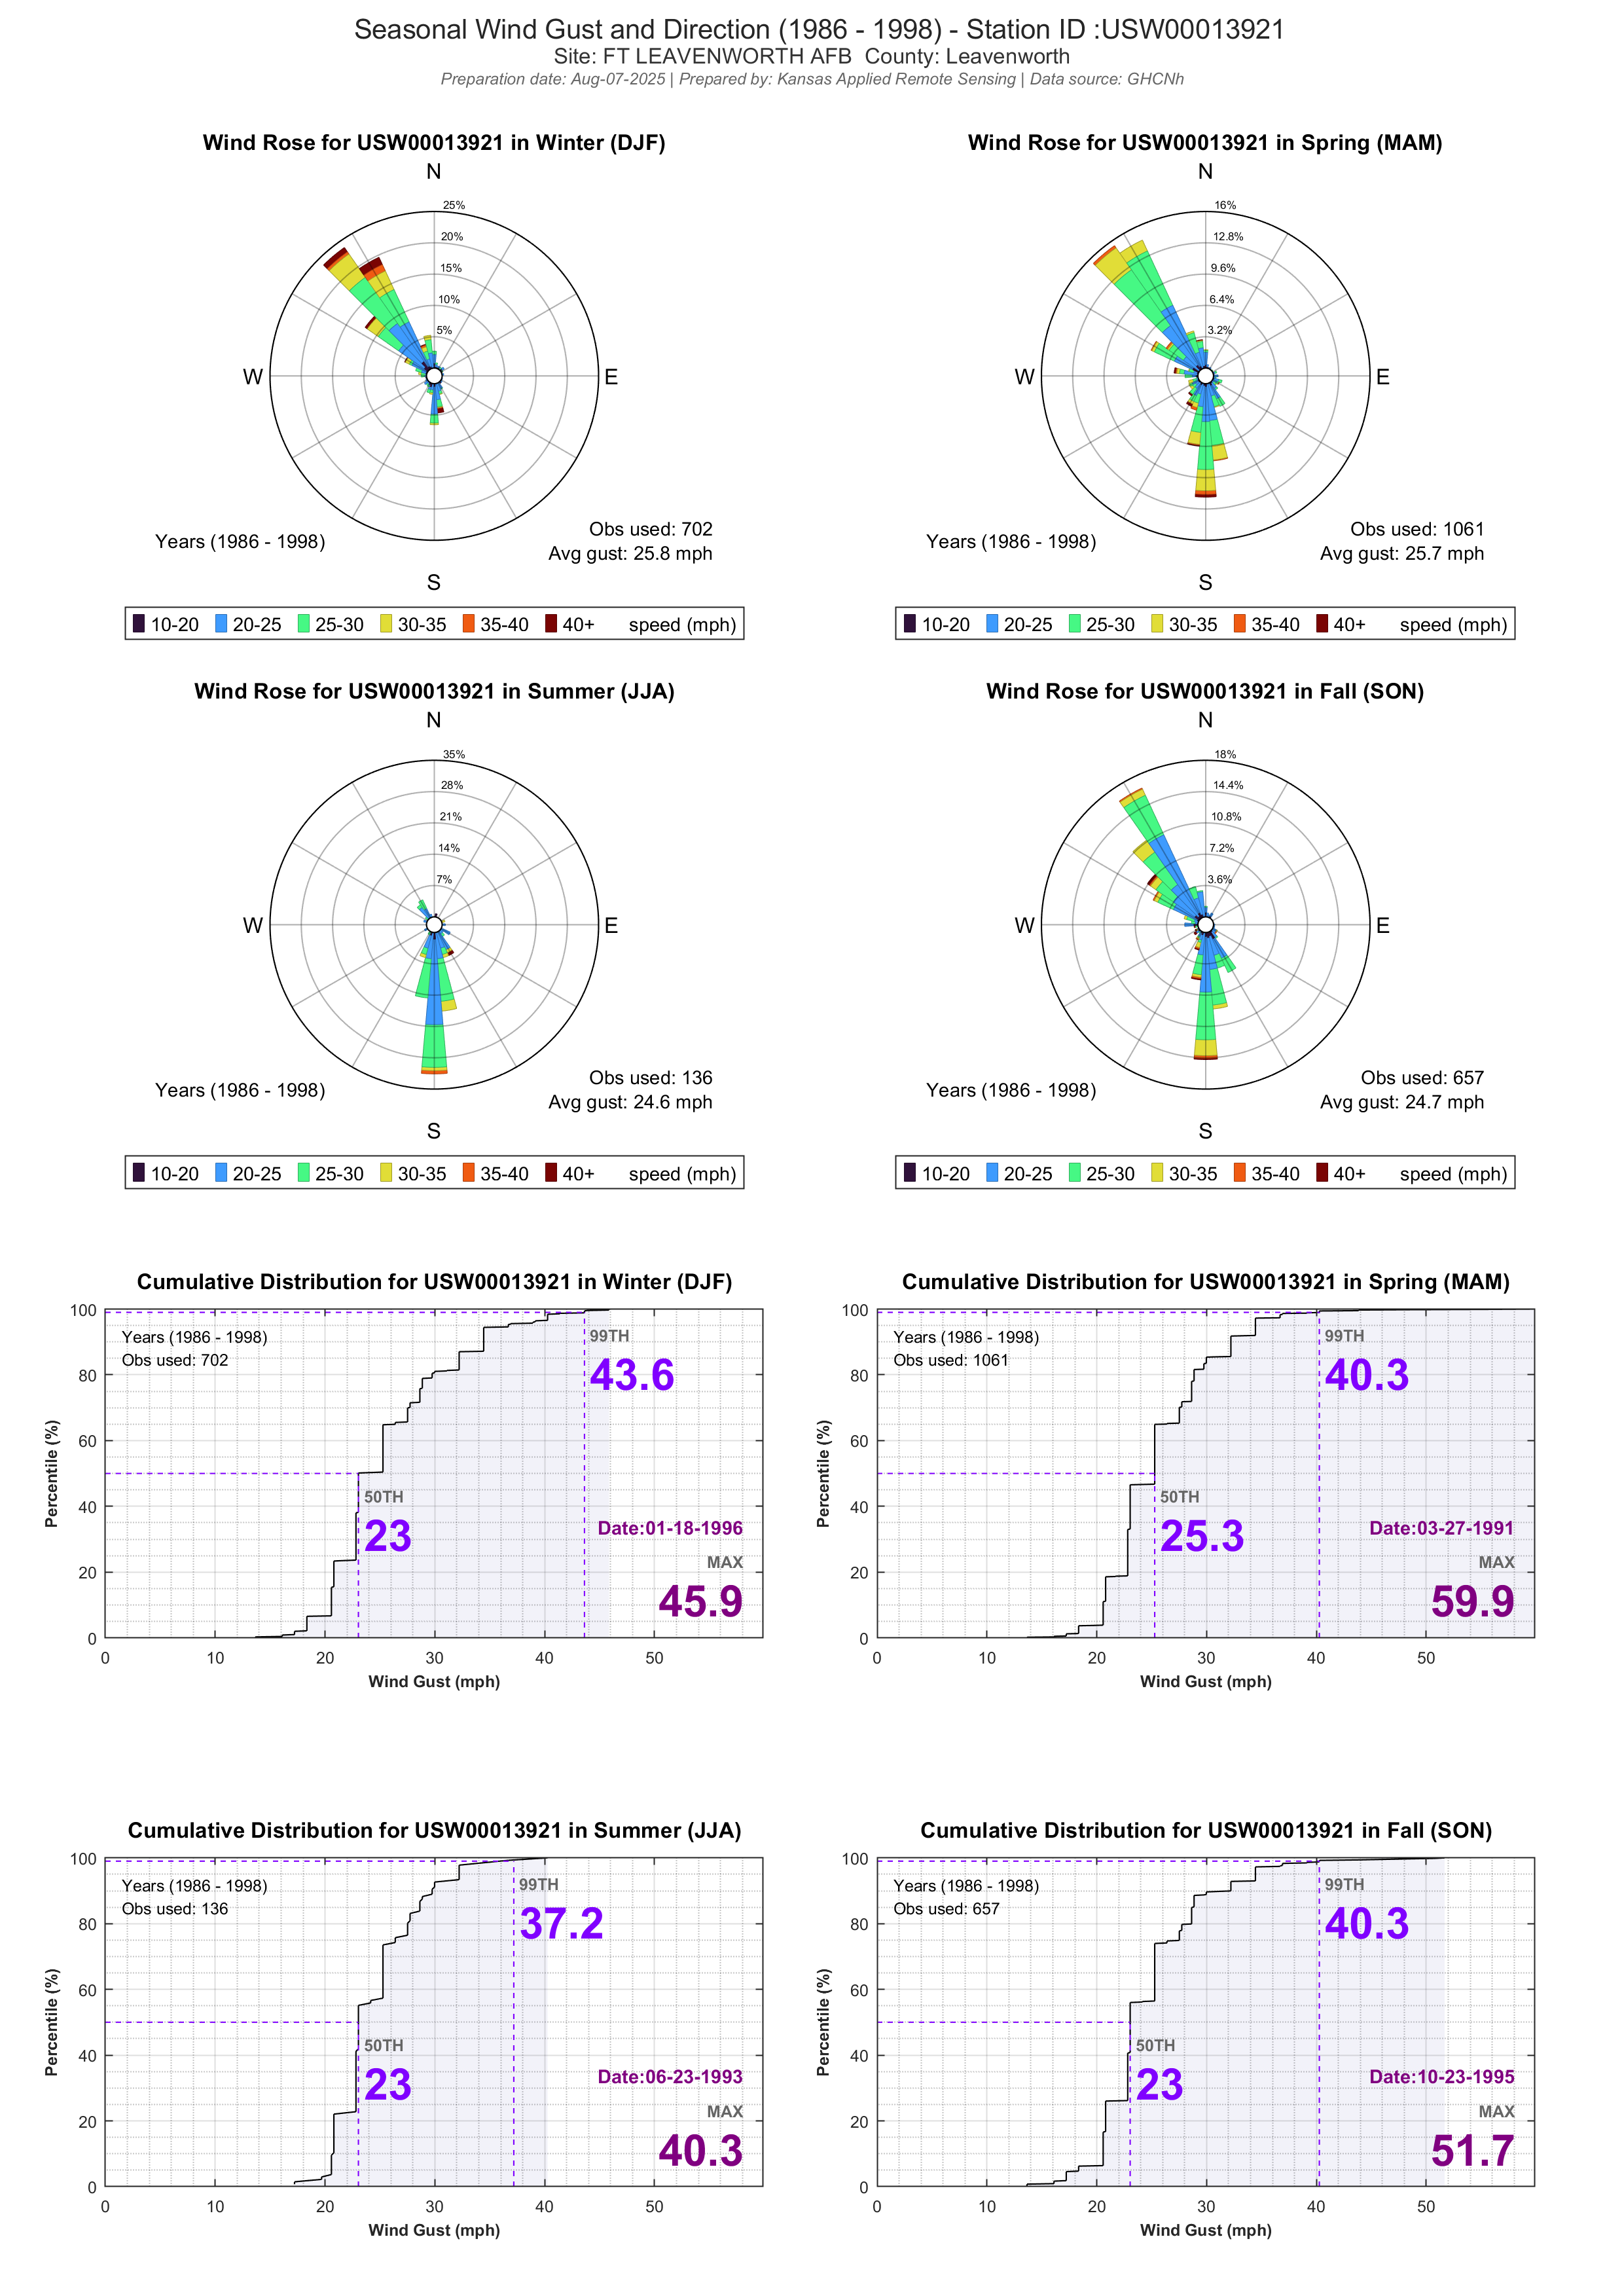 Seasonal Wind Gust and Direction (1986 - 1998) - Station ID :USW00013921
Site: FT LEAVENWORTH AFB  County: Leavenworth
Preparation date: Aug-07-2025 | Prepared by: Kansas Applied Remote Sensing | Data source: GHCNh
Wind Rose for USW00013921 in Winter (DJF)
N
25%
20%
15%
10%
5%
W
E
Years (1986 - 1998)
Obs used: 702
Avg gust: 25.8 mph
S
10-20 20-25 25-30 30-35 35-40 40+ speed (mph)
Wind Rose for USW00013921 in Spring (MAM)
N
16%
12.8%
9.6%
6.4%
3.2%
W
E
Years (1986 - 1998)
Obs used: 1061
Avg gust: 25.7 mph
S
10-20 20-25 25-30 30-35 35-40 40+ speed (mph)
Wind Rose for USW00013921 in Summer (JJA)
N
35%
28%
21%
14%
7%
W
E
Years (1986 - 1998)
Obs used: 136
Avg gust: 24.6 mph
S
10-20 20-25 25-30 30-35 35-40 40+ speed (mph)
Wind Rose for USW00013921 in Fall (SON)
N
18%
14.4%
10.8%
7.2%
3.6%
W
E
Years (1986 - 1998)
Obs used: 657
Avg gust: 24.7 mph
S
10-20 20-25 25-30 30-35 35-40 40+ speed (mph)
Cumulative Distribution for USW00013921 in Winter (DJF)
100
80
60
40
20
0
Percentile (%)
Years (1986 - 1998)
Obs used: 702
99TH
43.6
50TH
23
Date:01-18-1996
MAX
45.9
0 10 20 30 40 50
Wind Gust (mph)
Cumulative Distribution for USW00013921 in Spring (MAM)
100
80
60
40
20
0
Percentile (%)
Years (1986 - 1998)
Obs used: 1061
99TH
40.3
50TH
25.3
Date:03-27-1991
MAX
59.9
0 10 20 30 40 50
Wind Gust (mph)
Cumulative Distribution for USW00013921 in Summer (JJA)
100
80
60
40
20
0
Percentile (%)
Years (1986 - 1998)
Obs used: 136
99TH
37.2
50TH
23
Date:06-23-1993
MAX
40.3
0 10 20 30 40 50
Wind Gust (mph)
Cumulative Distribution for USW00013921 in Fall (SON)
100
80
60
40
20
0
Percentile (%)
Years (1986 - 1998)
Obs used: 657
99TH
40.3
50TH
23
Date:10-23-1995
MAX
51.7
0 10 20 30 40 50
Wind Gust (mph)